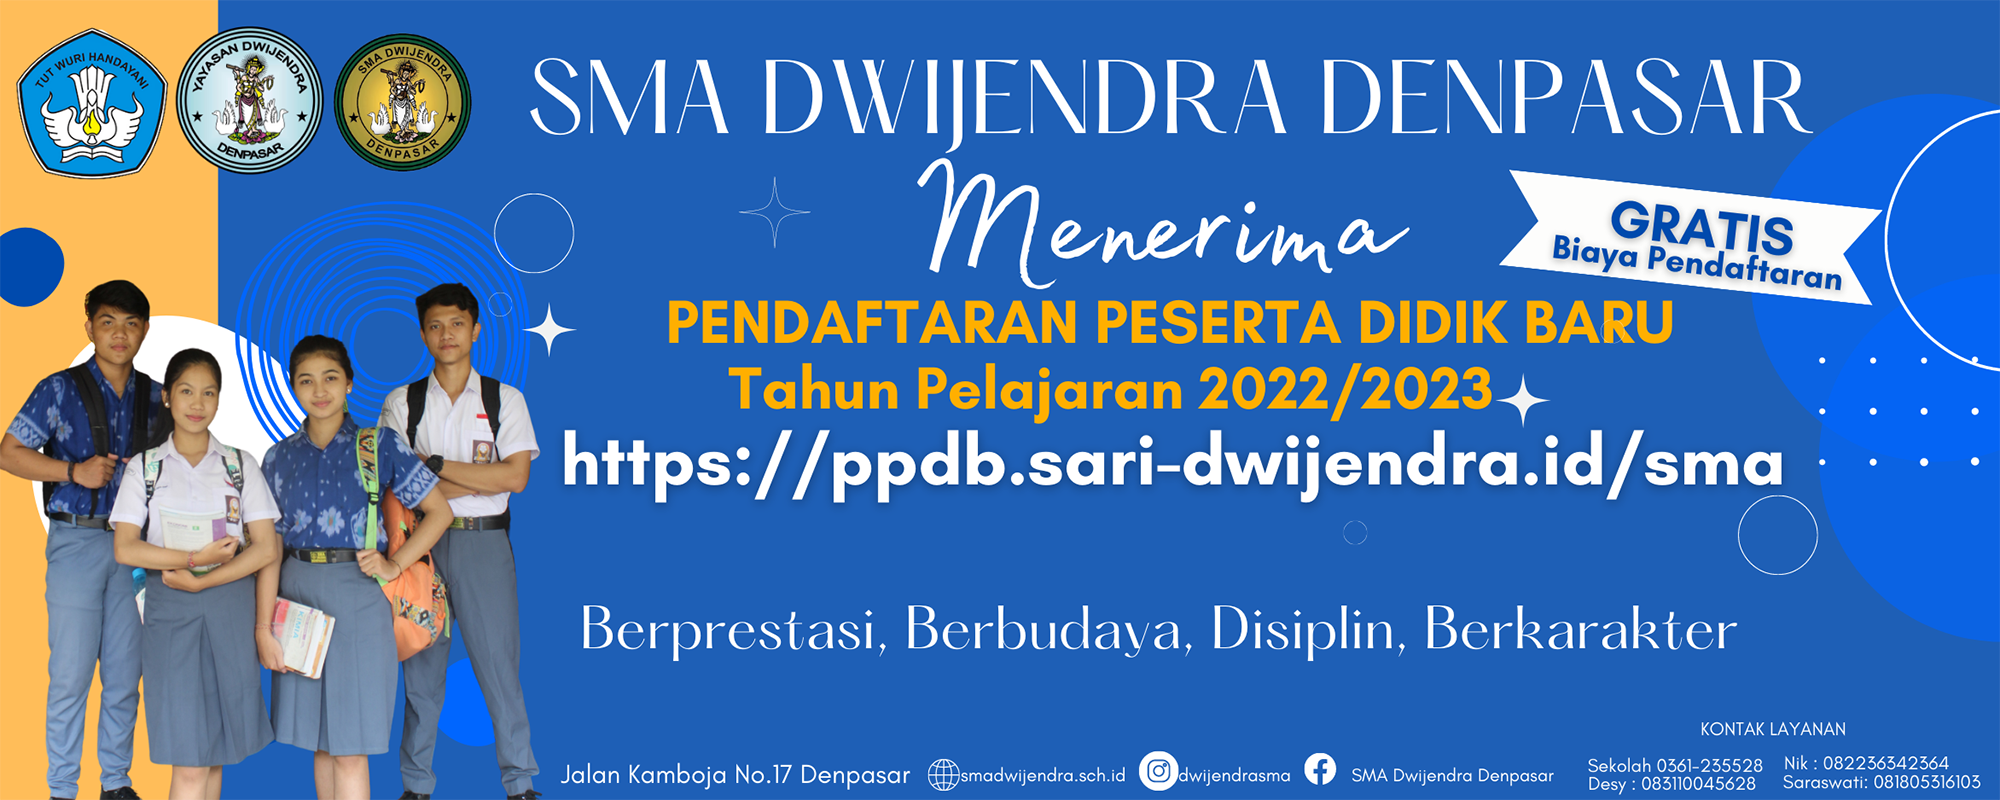 TUT WURI HANDAYANI
YAYASAN DWIJENDRA
DENPASAR
SMA DWIJENDRA
DENPASAR
SMA DWIJENDRA DENPASAR
Menerima
GRATIS
Biaya Pendaftaran
PENDAFTARAN PESERTA DIDIK BARU
Tahun Pelajaran 2022/2023
https://ppdb.sari-dwijendra.id/sma
Berprestasi, Berbudaya, Disiplin, Berkarakter
KONTAK LAYANAN
Jalan Kamboja No.17 Denpasar smadwijendra.sch.id dwijendrasma SMA Dwijendra Denpasar
Sekolah 0361-235528 Nik : 082236342364
Desy : 083110045628 Saraswati: 081805316103